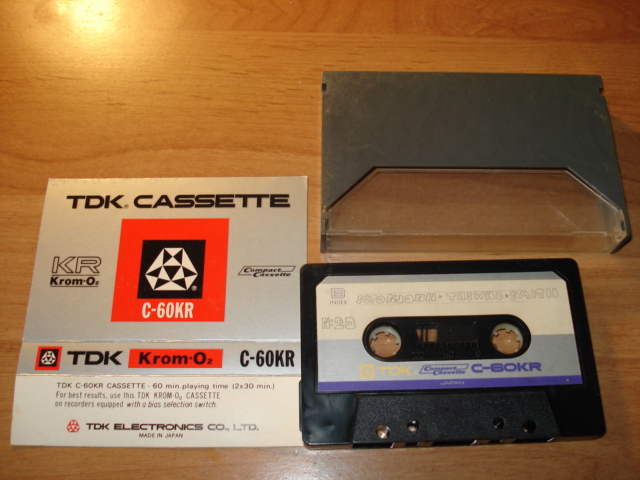 TDK® CASSETTE
KR
Krom-O₂
Compact Cassette
®
C-60KR
TDK Krom-O₂ C-60KR
TDK C-60KR CASSETTE - 60 min. playing time (2x30 min.)
For best results, use this TDK KROM-O₂ CASSETTE
on recorders equipped with a bias selection switch.
TDK ELECTRONICS CO., LTD.
MADE IN JAPAN
B
INDEX
TDK Compact Cassette C-60KR
JAPAN